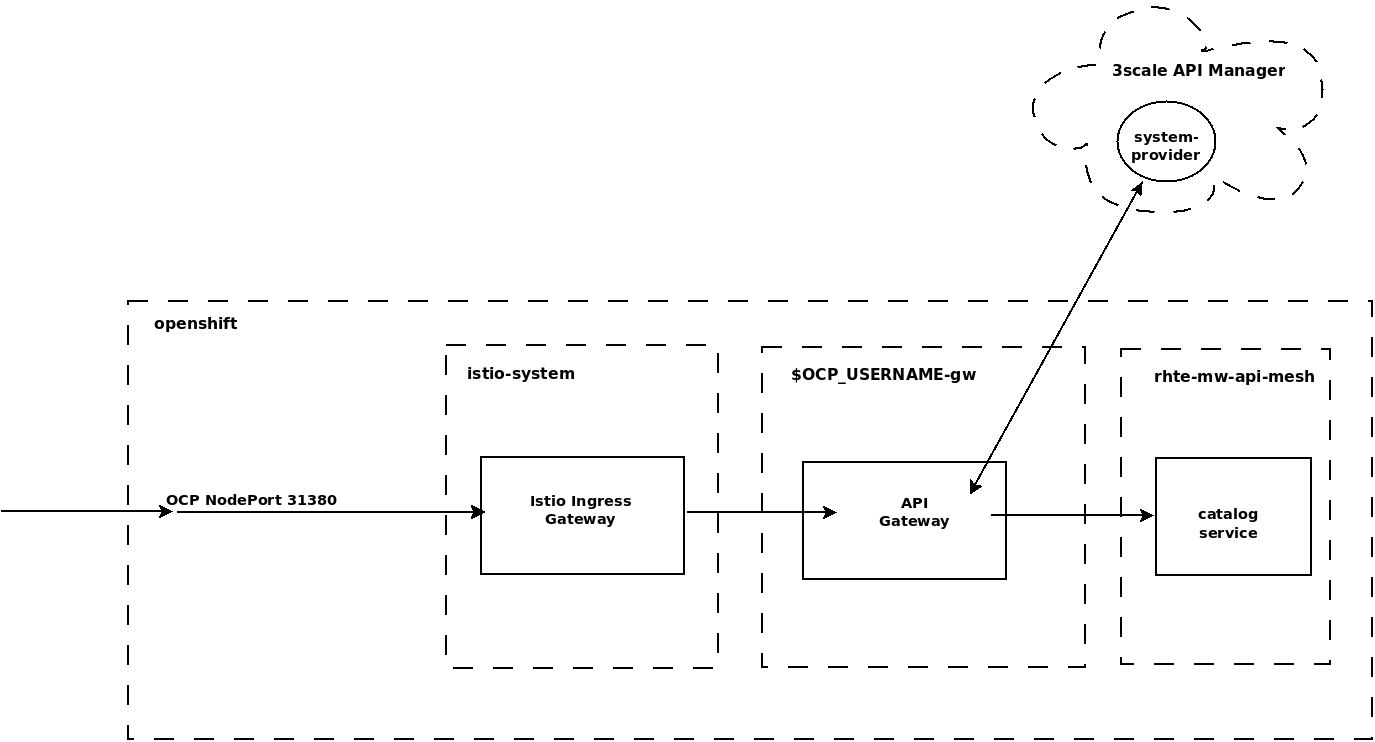 3scale API Manager
system-
provider
openshift
istio-system
$OCP_USERNAME-gw
rhte-mw-api-mesh
OCP NodePort 31380
Istio Ingress
Gateway
API
Gateway
catalog
service